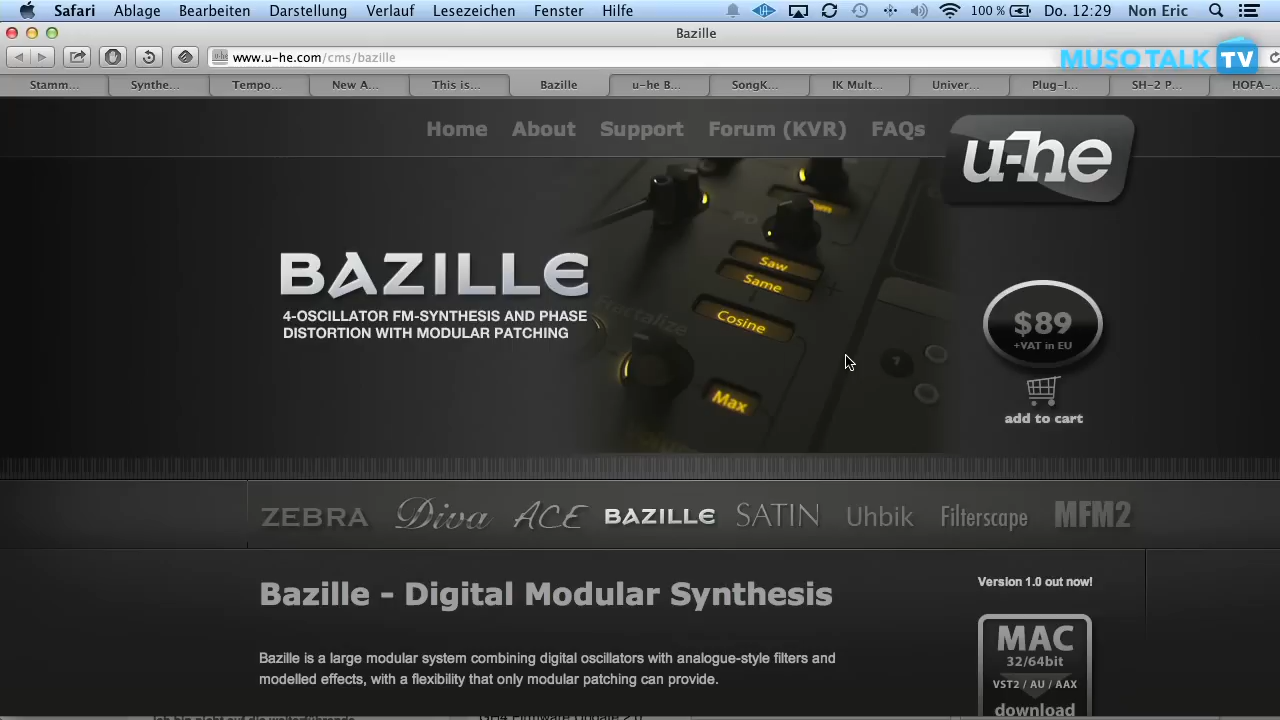 Safari Ablage Bearbeiten Darstellung Verlauf Lesezeichen Fenster Hilfe 100 % Do. 12:29 Non Eric
Bazille
www.u-he.com/cms/bazille
MUSOTALK TV
Stamm... Synthe... Tempo... New A... This is... Bazille u-he B... SongK... IK Mult... Univer... Plug-I... SH-2 P... HOFA-
Home About Support Forum (KVR) FAQs
u-he
Saw
Same
Cosine
Fractalize
Max
BAZILLE
4-OSCILLATOR FM-SYNTHESIS AND PHASE
DISTORTION WITH MODULAR PATCHING
$89
+VAT in EU
add to cart
ZEBRA Diva ACE BAZILLE SATIN Uhbik Filterscape MFM2
Bazille - Digital Modular Synthesis
Version 1.0 out now!
Bazille is a large modular system combining digital oscillators with analogue-style filters and
modelled effects, with a flexibility that only modular patching can provide.
MAC
32/64bit
VST2 / AU / AAX
download